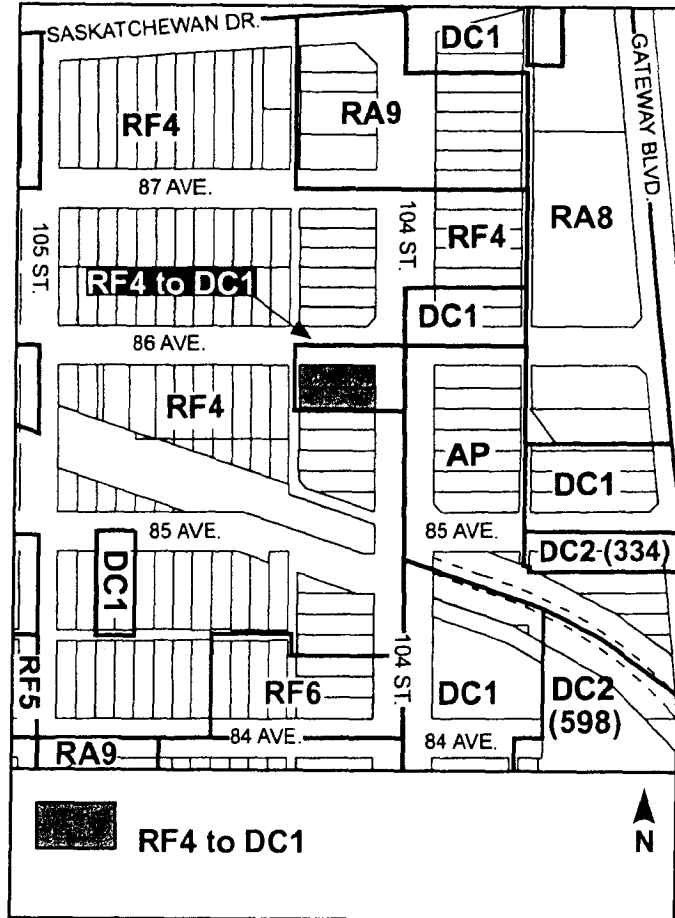 SASKATCHEWAN DR.
DC1
GATEWAY BLVD.
RF4
RA9
87 AVE.
105 ST.
104 ST.
RF4
RA8
RF4 to DC1
DC1
86 AVE.
RF4
AP
DC1
85 AVE.
85 AVE.
DC2 (334)
DC1
RF5
RF6
104 ST.
DC1
DC2
(598)
84 AVE.
84 AVE.
RA9
RF4 to DC1
N